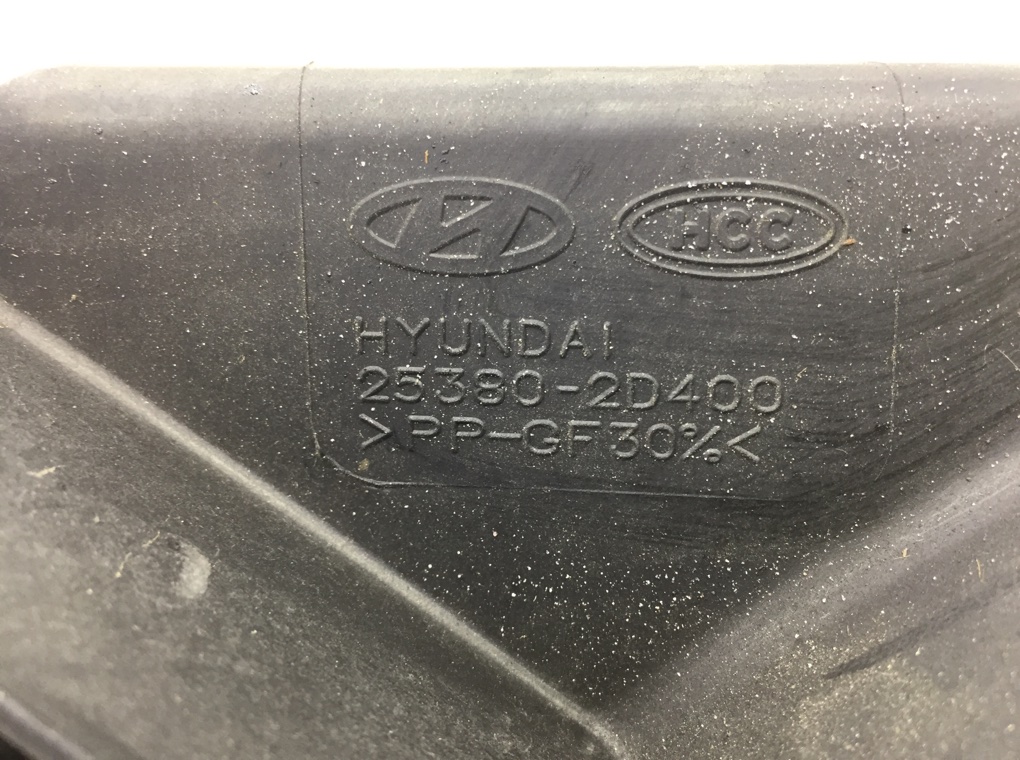 HCC
HYUNDAI
25380-2D400
>PP-GF30%<